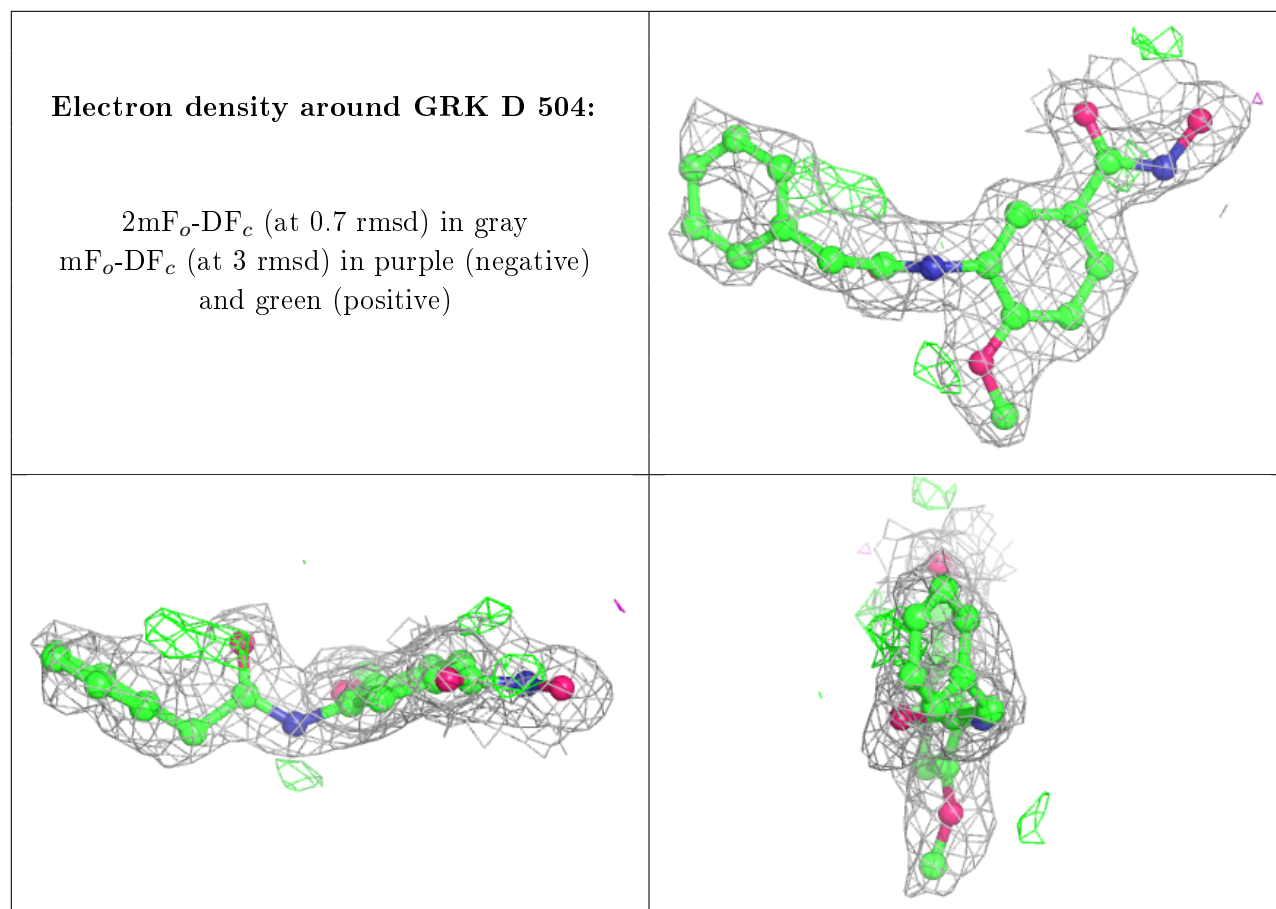 Electron density around GRK D 504:
2mFₒ-DF𝒸 (at 0.7 rmsd) in gray
mFₒ-DF𝒸 (at 3 rmsd) in purple (negative)
and green (positive)